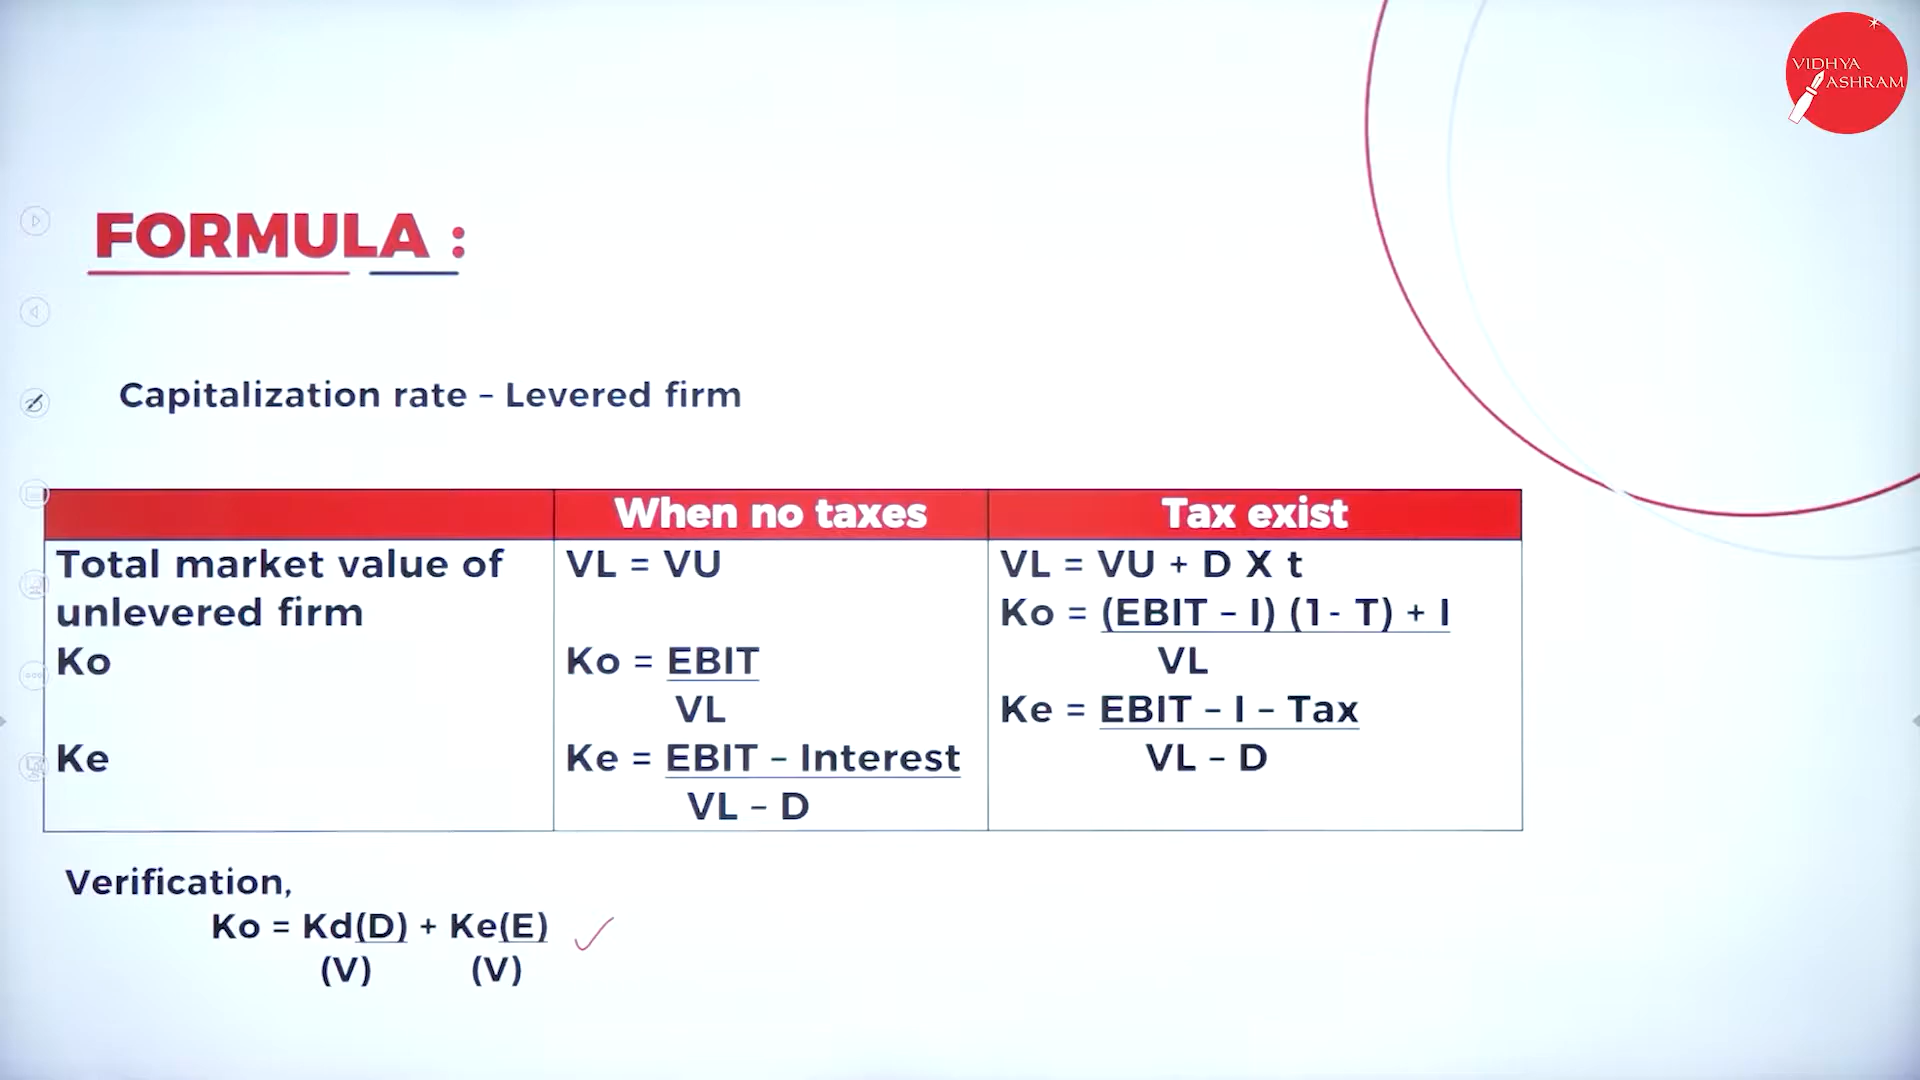 VIDHYA
ASHRAM
FORMULA :
Capitalization rate – Levered firm
When no taxes
Tax exist
Total market value of
unlevered firm
Ko
Ke
VL = VU
Ko = EBIT
VL
Ke = EBIT – Interest
VL – D
VL = VU + D X t
Ko = (EBIT – I) (1- T) + I
VL
Ke = EBIT – I – Tax
VL – D
Verification,
Ko = Kd(D) + Ke(E)
(V) (V)